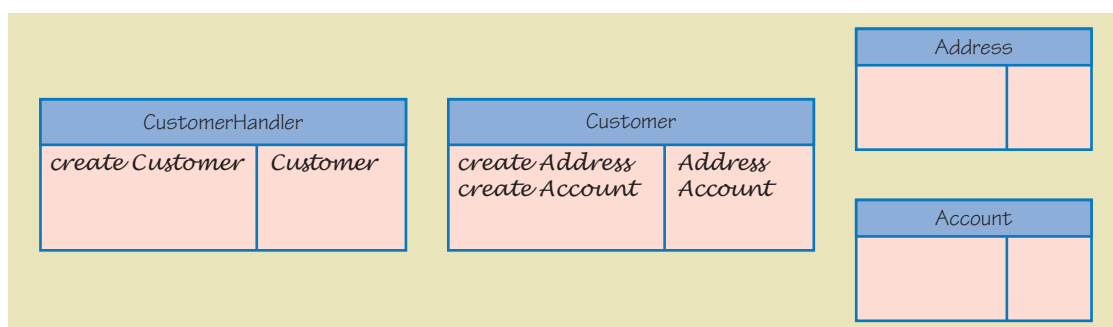 CustomerHandler
create Customer
Customer
Customer
create Address
create Account
Address
Account
Address
Account